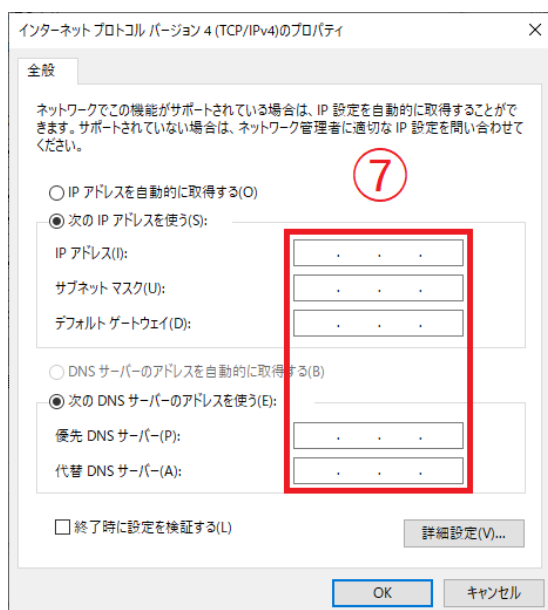 インターネット プロトコル バージョン 4 (TCP/IPv4)のプロパティ
全般
ネットワークでこの機能がサポートされている場合は、IP 設定を自動的に取得することがで
きます。サポートされていない場合は、ネットワーク管理者に適切な IP 設定を問い合わせて
ください。
⑦
IP アドレスを自動的に取得する(O)
次の IP アドレスを使う(S):
IP アドレス(I):
サブネット マスク(U):
デフォルト ゲートウェイ(D):
DNS サーバーのアドレスを自動的に取得する(B)
次の DNS サーバーのアドレスを使う(E):
優先 DNS サーバー(P):
代替 DNS サーバー(A):
終了時に設定を検証する(L)
詳細設定(V)...
OK
キャンセル